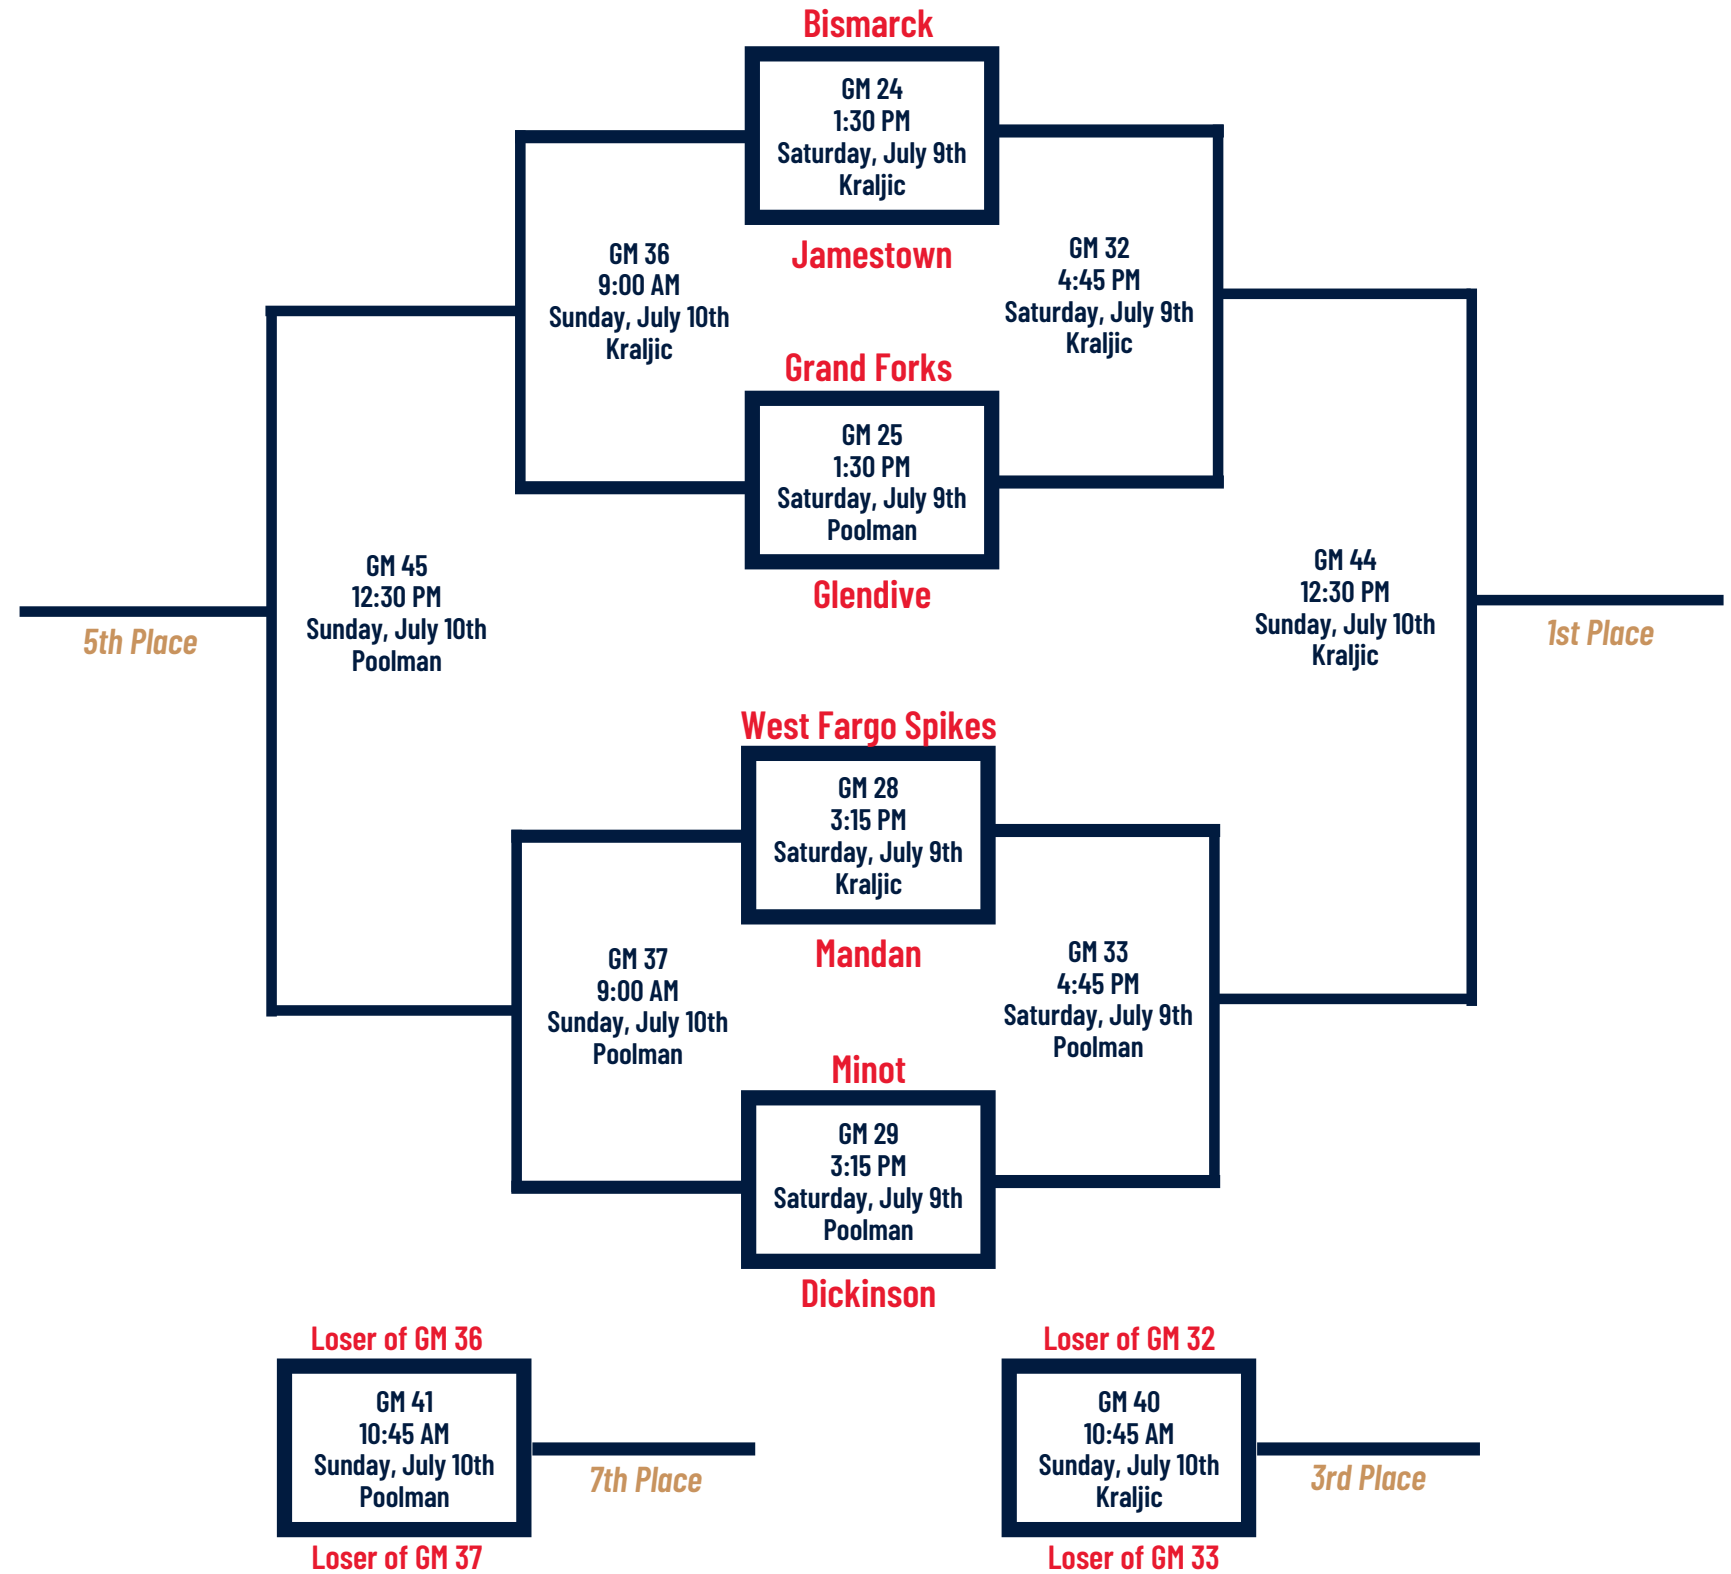 Bismarck
GM 24
1:30 PM
Saturday, July 9th
Kraljic
Jamestown
GM 36
9:00 AM
Sunday, July 10th
Kraljic
GM 32
4:45 PM
Saturday, July 9th
Kraljic
Grand Forks
GM 25
1:30 PM
Saturday, July 9th
Poolman
Glendive
GM 45
12:30 PM
Sunday, July 10th
Poolman
5th Place
GM 44
12:30 PM
Sunday, July 10th
Kraljic
1st Place
West Fargo Spikes
GM 28
3:15 PM
Saturday, July 9th
Kraljic
Mandan
GM 37
9:00 AM
Sunday, July 10th
Poolman
GM 33
4:45 PM
Saturday, July 9th
Poolman
Minot
GM 29
3:15 PM
Saturday, July 9th
Poolman
Dickinson
Loser of GM 36
GM 41
10:45 AM
Sunday, July 10th
Poolman
Loser of GM 37
7th Place
Loser of GM 32
GM 40
10:45 AM
Sunday, July 10th
Kraljic
Loser of GM 33
3rd Place